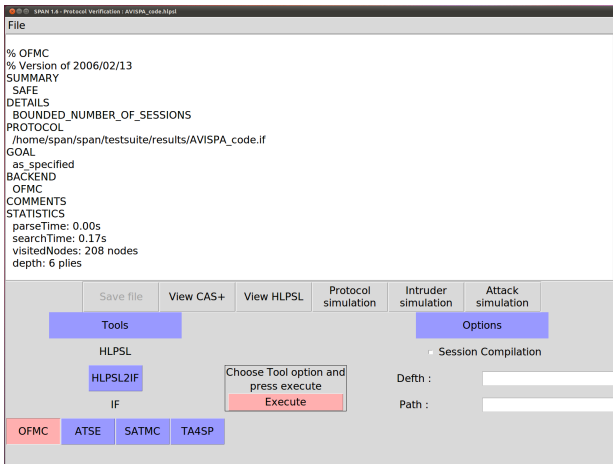 SPAN 1.6 - Protocol Verification : AVISPA_code.hlpsl
File
% OFMC
% Version of 2006/02/13
SUMMARY
SAFE
DETAILS
BOUNDED_NUMBER_OF_SESSIONS
PROTOCOL
/home/span/span/testsuite/results/AVISPA_code.if
GOAL
as_specified
BACKEND
OFMC
COMMENTS
STATISTICS
parseTime: 0.00s
searchTime: 0.17s
visitedNodes: 208 nodes
depth: 6 plies
Save file
View CAS+
View HLPSL
Protocol
simulation
Intruder
simulation
Attack
simulation
Tools
Options
HLPSL
Session Compilation
HLPSL2IF
Choose Tool option and
press execute
Execute
Defth :
IF
Path :
OFMC
ATSE
SATMC
TA4SP